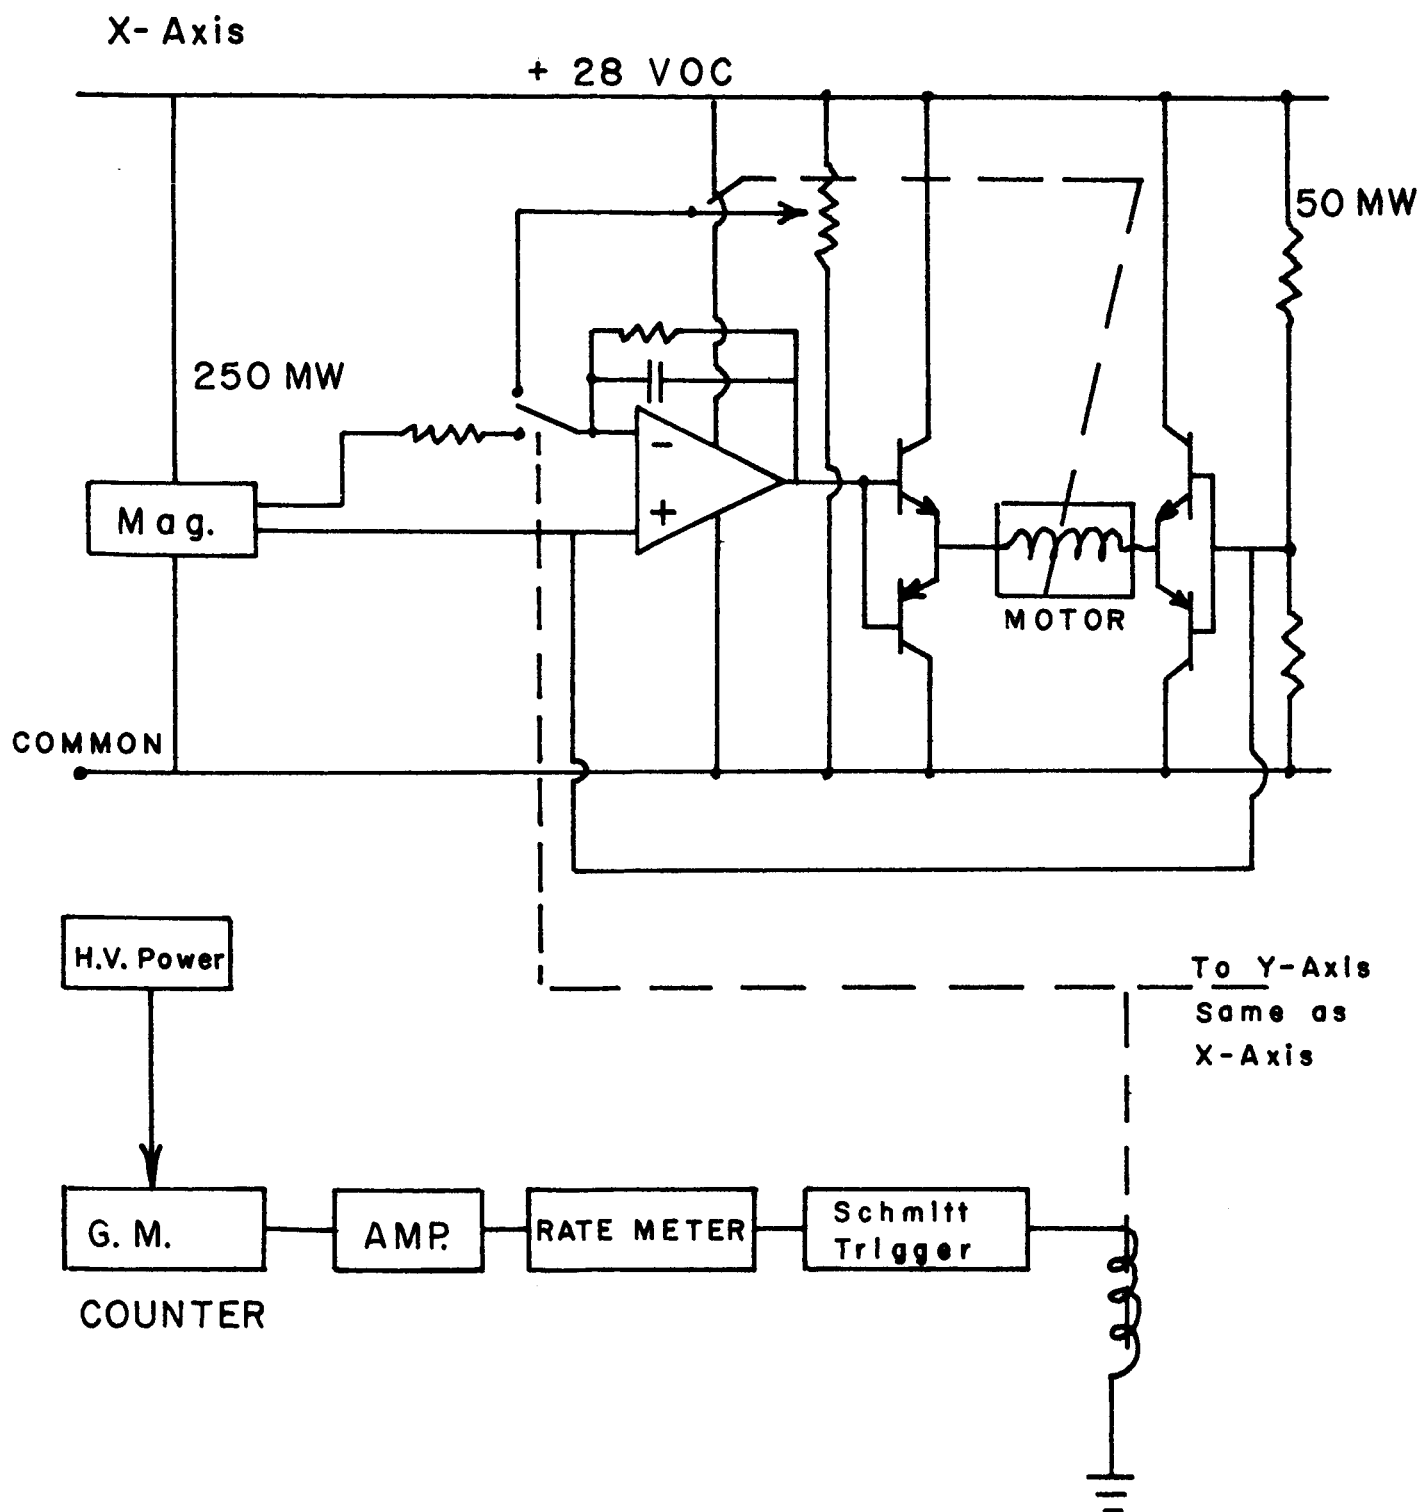 X-Axis
+ 28 VOC
50 MW
250 MW
−
Mag.
+
MOTOR
COMMON
H.V. Power
To Y-Axis
Same as
X-Axis
G. M.
AMP.
RATE METER
Schmitt
Trigger
COUNTER